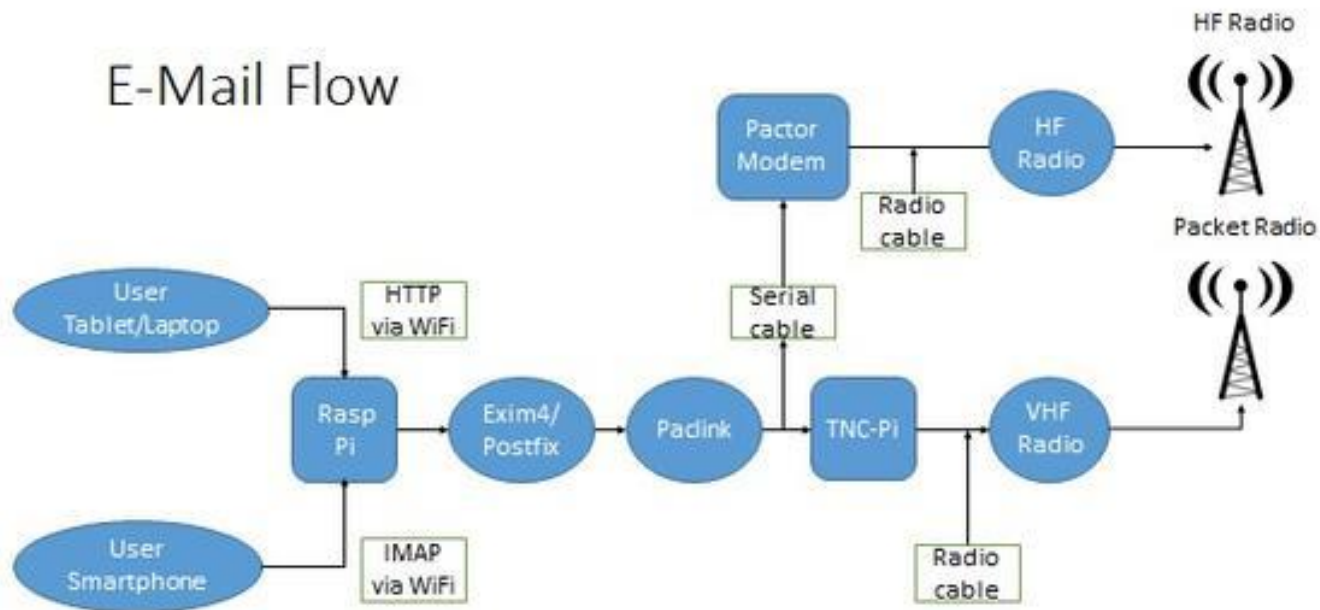 E-Mail Flow
HF Radio
Pactor
Modem
HF
Radio
Radio
cable
Packet Radio
User
Tablet/Laptop
HTTP
via WiFi
Serial
cable
Rasp
Pi
Exim4/
Postfix
Paclink
TNC-Pi
VHF
Radio
User
Smartphone
IMAP
via WiFi
Radio
cable